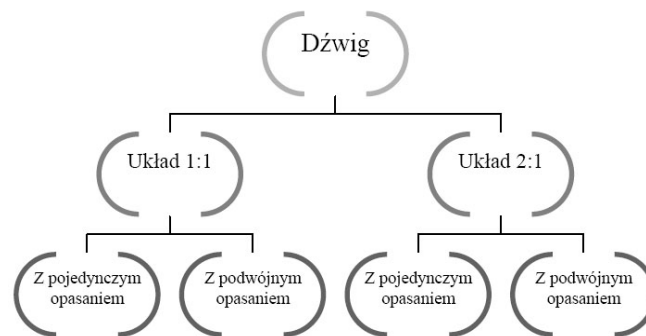 Dźwig
Układ 1:1
Układ 2:1
Z pojedynczym
opasaniem
Z podwójnym
opasaniem
Z pojedynczym
opasaniem
Z podwójnym
opasaniem